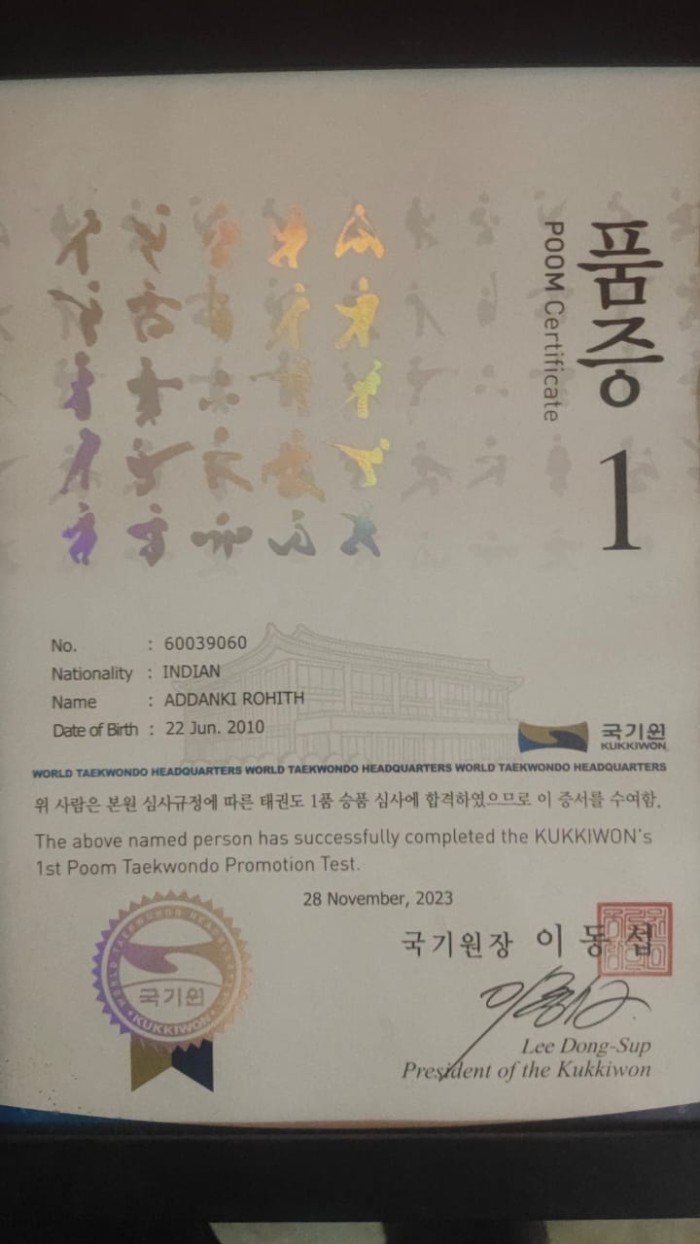 품증 1
POOM Certificate
No. : 60039060
Nationality : INDIAN
Name : ADDANKI ROHITH
Date of Birth : 22 Jun. 2010
국기원
KUKKIWON
WORLD TAEKWONDO HEADQUARTERS WORLD TAEKWONDO HEADQUARTERS WORLD TAEKWONDO HEADQUARTERS
위 사람은 본원 심사규정에 따른 태권도 1품 승품 심사에 합격하였으므로 이 증서를 수여함.
The above named person has successfully completed the KUKKIWON's
1st Poom Taekwondo Promotion Test.
28 November, 2023
국기원장 이동섭
Lee Dong-Sup
President of the Kukkiwon
WORLD TAEKWONDO HEADQUARTERS
국기원
KUKKIWON